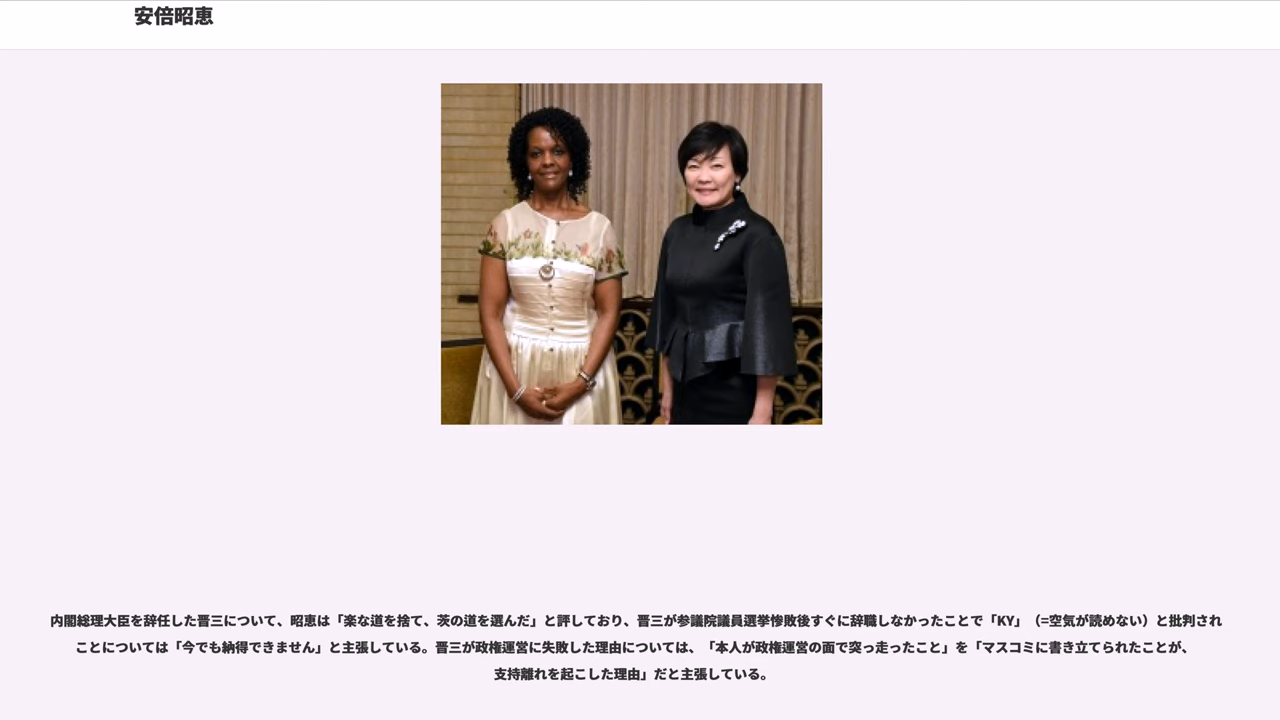 安倍昭恵
内閣総理大臣を辞任した晋三について、昭恵は「楽な道を捨て、茨の道を選んだ」と評しており、晋三が参議院議員選挙惨敗後すぐに辞職しなかったことで「KY」（=空気が読めない）と批判され
ことについては「今でも納得できません」と主張している。晋三が政権運営に失敗した理由については、「本人が政権運営の面で突っ走ったこと」を「マスコミに書き立てられたことが、
支持離れを起こした理由」だと主張している。